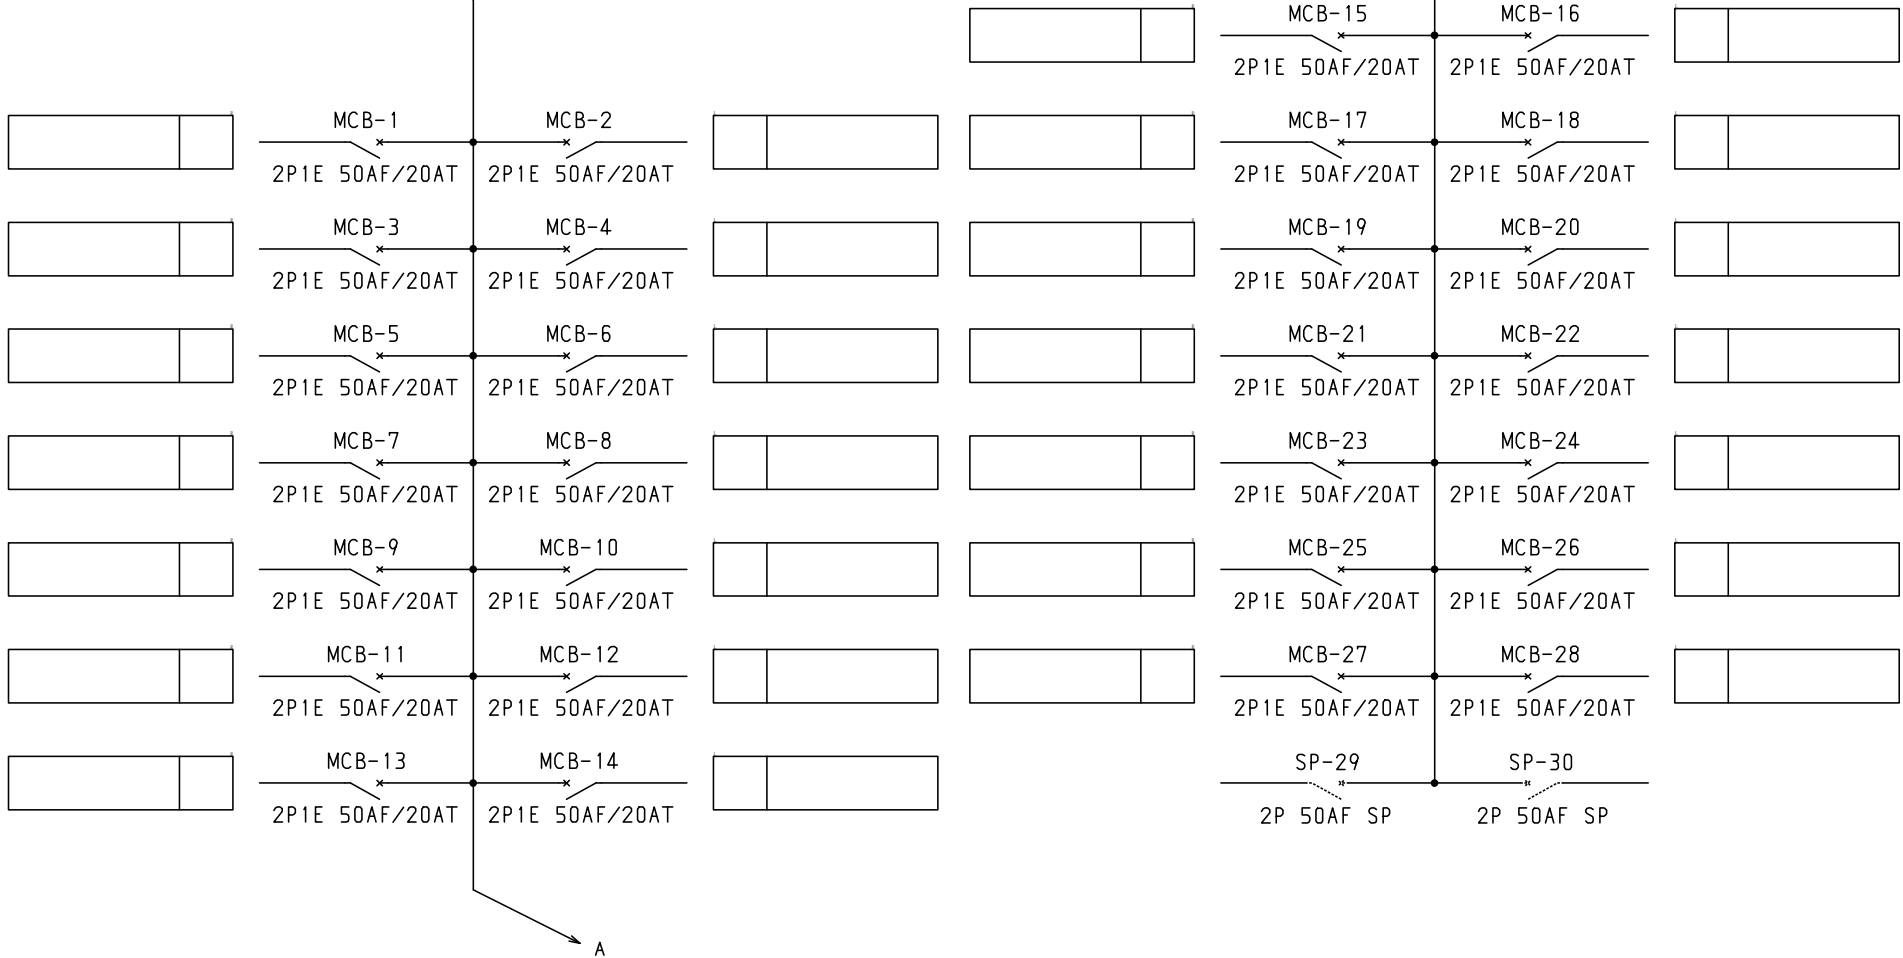 MCB-1 MCB-2
2P1E 50AF/20AT 2P1E 50AF/20AT
MCB-3 MCB-4
2P1E 50AF/20AT 2P1E 50AF/20AT
MCB-5 MCB-6
2P1E 50AF/20AT 2P1E 50AF/20AT
MCB-7 MCB-8
2P1E 50AF/20AT 2P1E 50AF/20AT
MCB-9 MCB-10
2P1E 50AF/20AT 2P1E 50AF/20AT
MCB-11 MCB-12
2P1E 50AF/20AT 2P1E 50AF/20AT
MCB-13 MCB-14
2P1E 50AF/20AT 2P1E 50AF/20AT
A
MCB-15 MCB-16
2P1E 50AF/20AT 2P1E 50AF/20AT
MCB-17 MCB-18
2P1E 50AF/20AT 2P1E 50AF/20AT
MCB-19 MCB-20
2P1E 50AF/20AT 2P1E 50AF/20AT
MCB-21 MCB-22
2P1E 50AF/20AT 2P1E 50AF/20AT
MCB-23 MCB-24
2P1E 50AF/20AT 2P1E 50AF/20AT
MCB-25 MCB-26
2P1E 50AF/20AT 2P1E 50AF/20AT
MCB-27 MCB-28
2P1E 50AF/20AT 2P1E 50AF/20AT
SP-29 SP-30
2P 50AF SP 2P 50AF SP